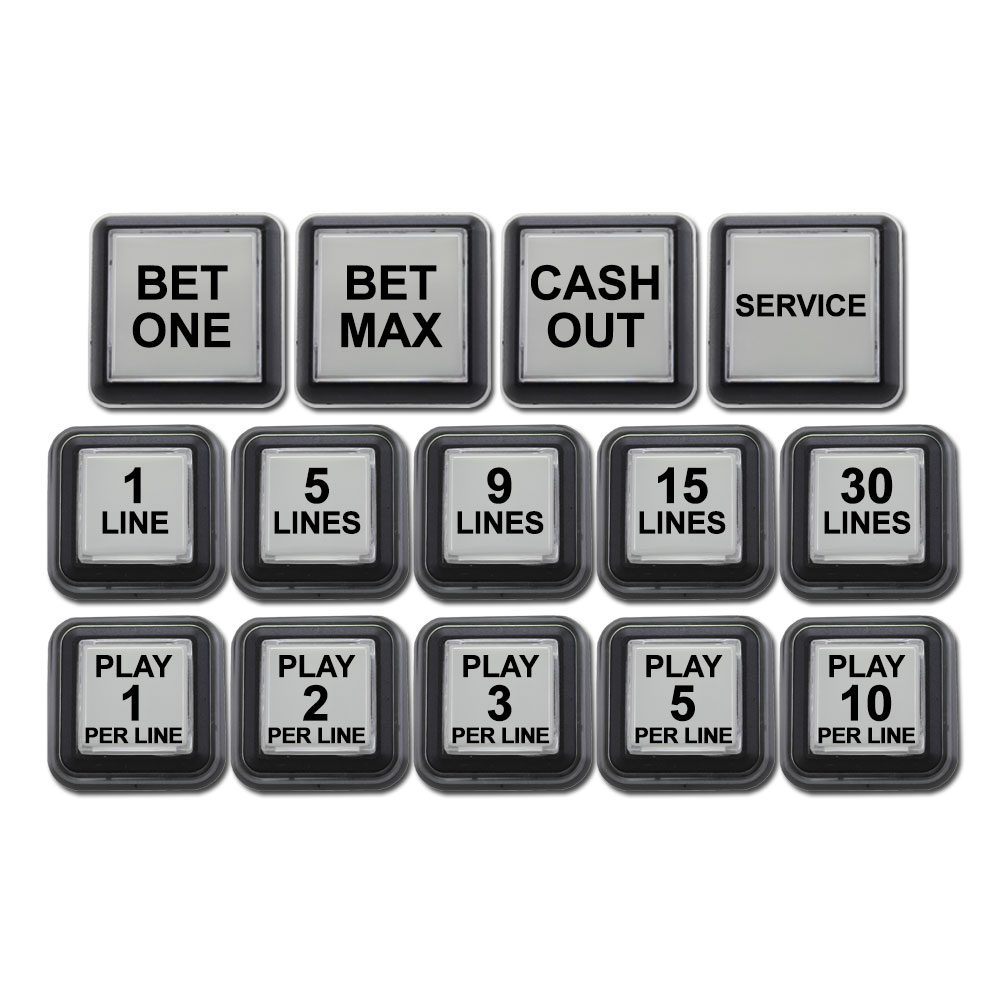 BET
ONE
BET
MAX
CASH
OUT
SERVICE
1
LINE
5
LINES
9
LINES
15
LINES
30
LINES
PLAY
1
PER LINE
PLAY
2
PER LINE
PLAY
3
PER LINE
PLAY
5
PER LINE
PLAY
10
PER LINE